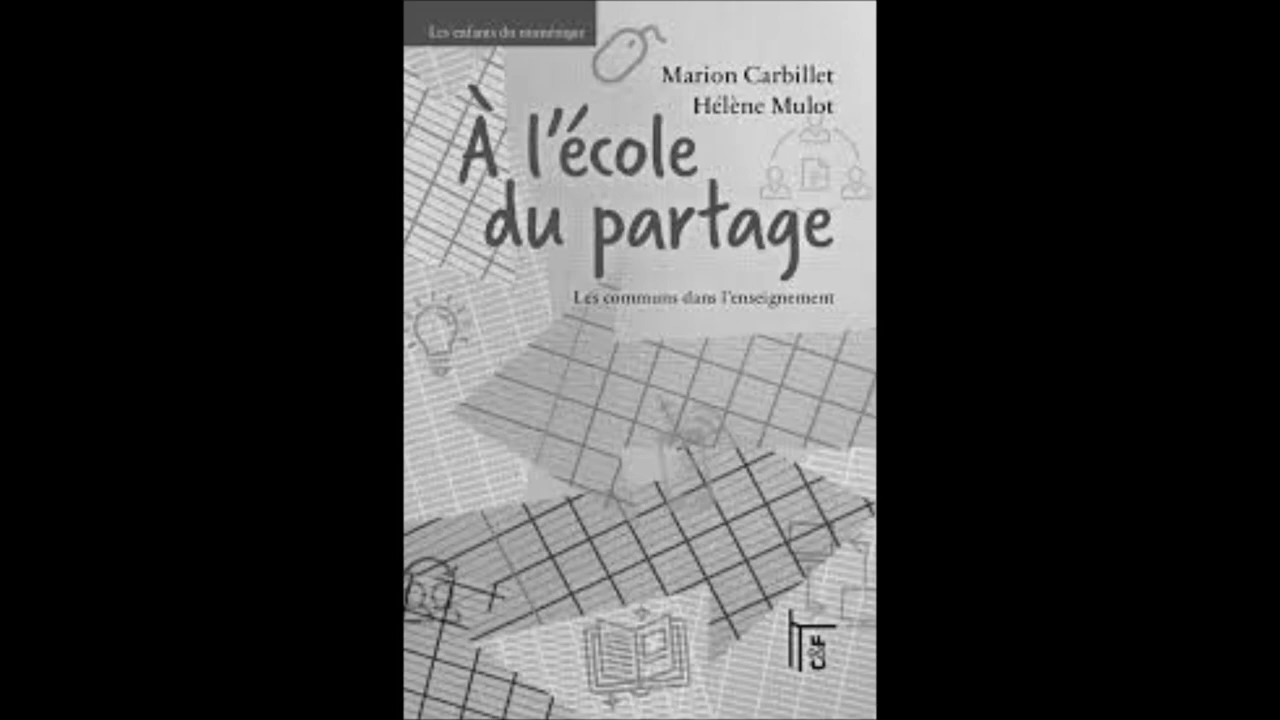 Les enfants du numérique
Marion Carbillet
Hélène Mulot
À l'école
du partage
Les communs dans l'enseignement
C&F